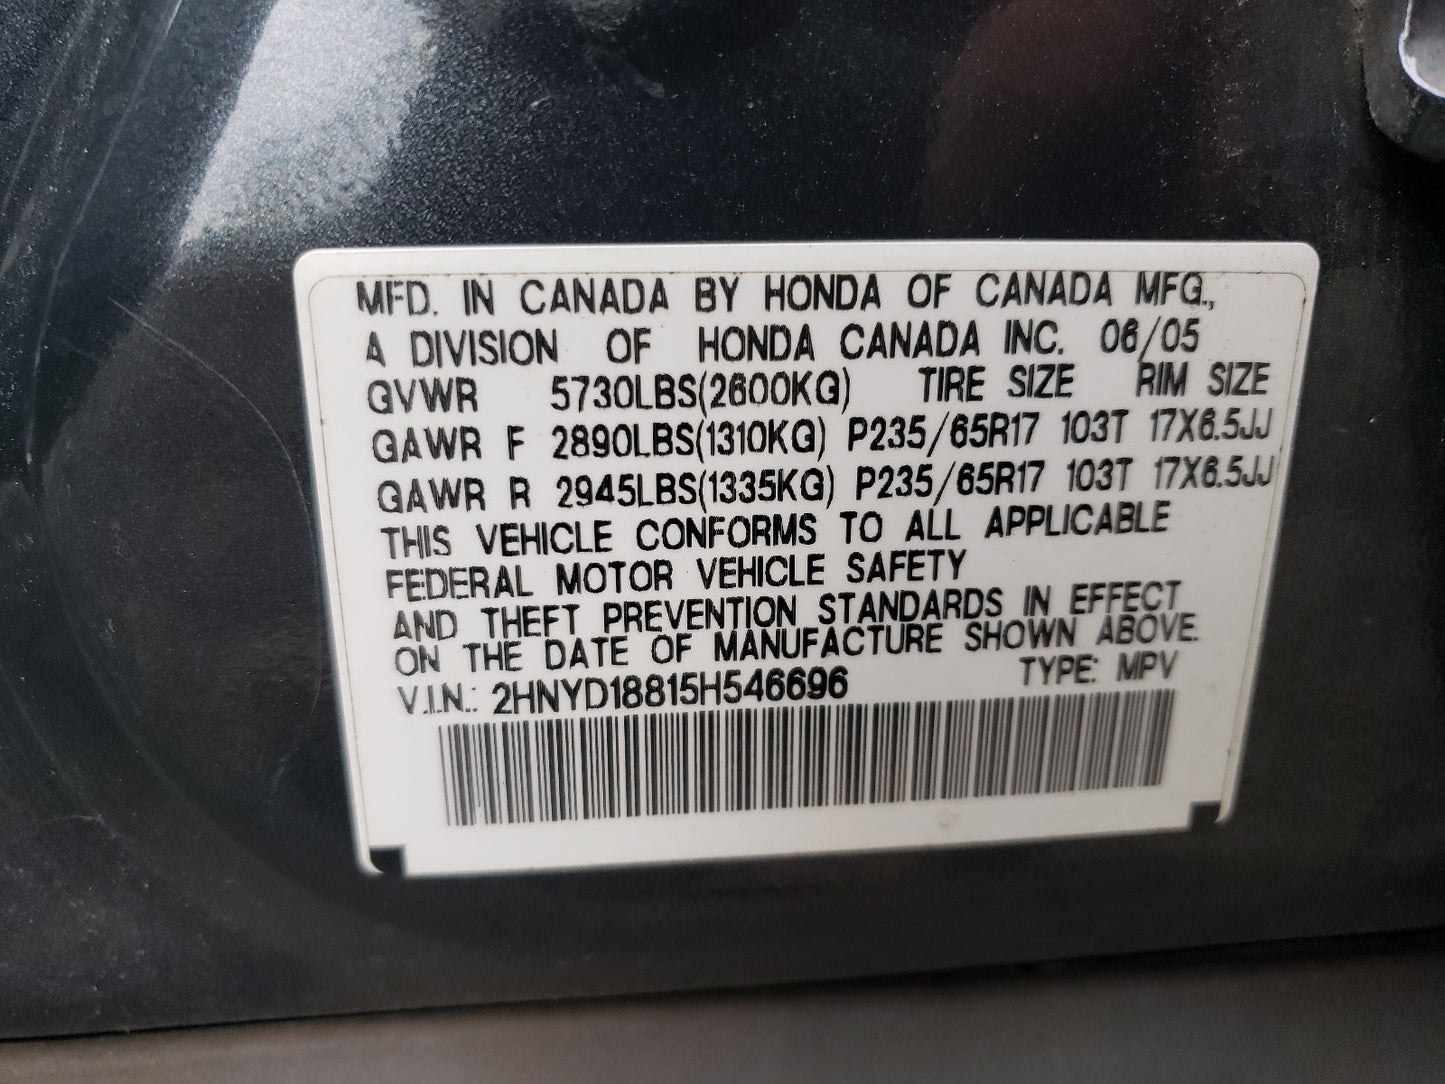 MFD. IN CANADA BY HONDA OF CANADA MFG.,
A DIVISION OF HONDA CANADA INC. 06/05
GVWR 5730LBS(2600KG) TIRE SIZE RIM SIZE
GAWR F 2890LBS(1310KG) P235/65R17 103T 17X6.5JJ
GAWR R 2945LBS(1335KG) P235/65R17 103T 17X6.5JJ
THIS VEHICLE CONFORMS TO ALL APPLICABLE
FEDERAL MOTOR VEHICLE SAFETY
AND THEFT PREVENTION STANDARDS IN EFFECT
ON THE DATE OF MANUFACTURE SHOWN ABOVE.
V.I.N.: 2HNYD18815H546696 TYPE: MPV